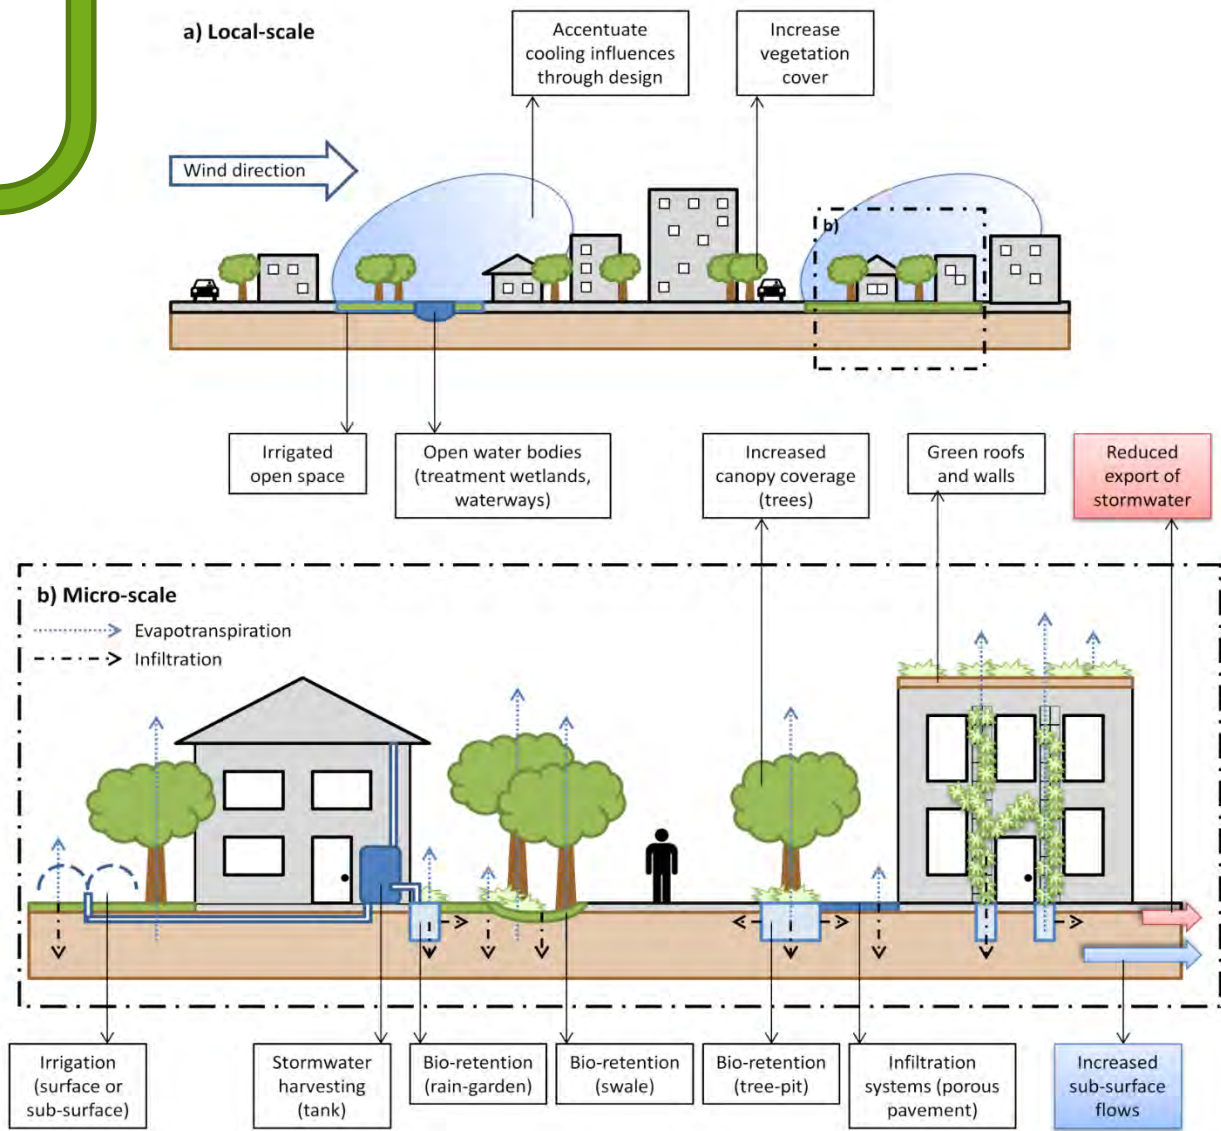 a) Local-scale
Accentuate
cooling influences
through design
Increase
vegetation
cover
Wind direction
b)
Irrigated
open space
Open water bodies
(treatment wetlands,
waterways)
Increased
canopy coverage
(trees)
Green roofs
and walls
Reduced
export of
stormwater
b) Micro-scale
Evapotranspiration
Infiltration
Irrigation
(surface or
sub-surface)
Stormwater
harvesting
(tank)
Bio-retention
(rain-garden)
Bio-retention
(swale)
Bio-retention
(tree-pit)
Infiltration
systems (porous
pavement)
Increased
sub-surface
flows